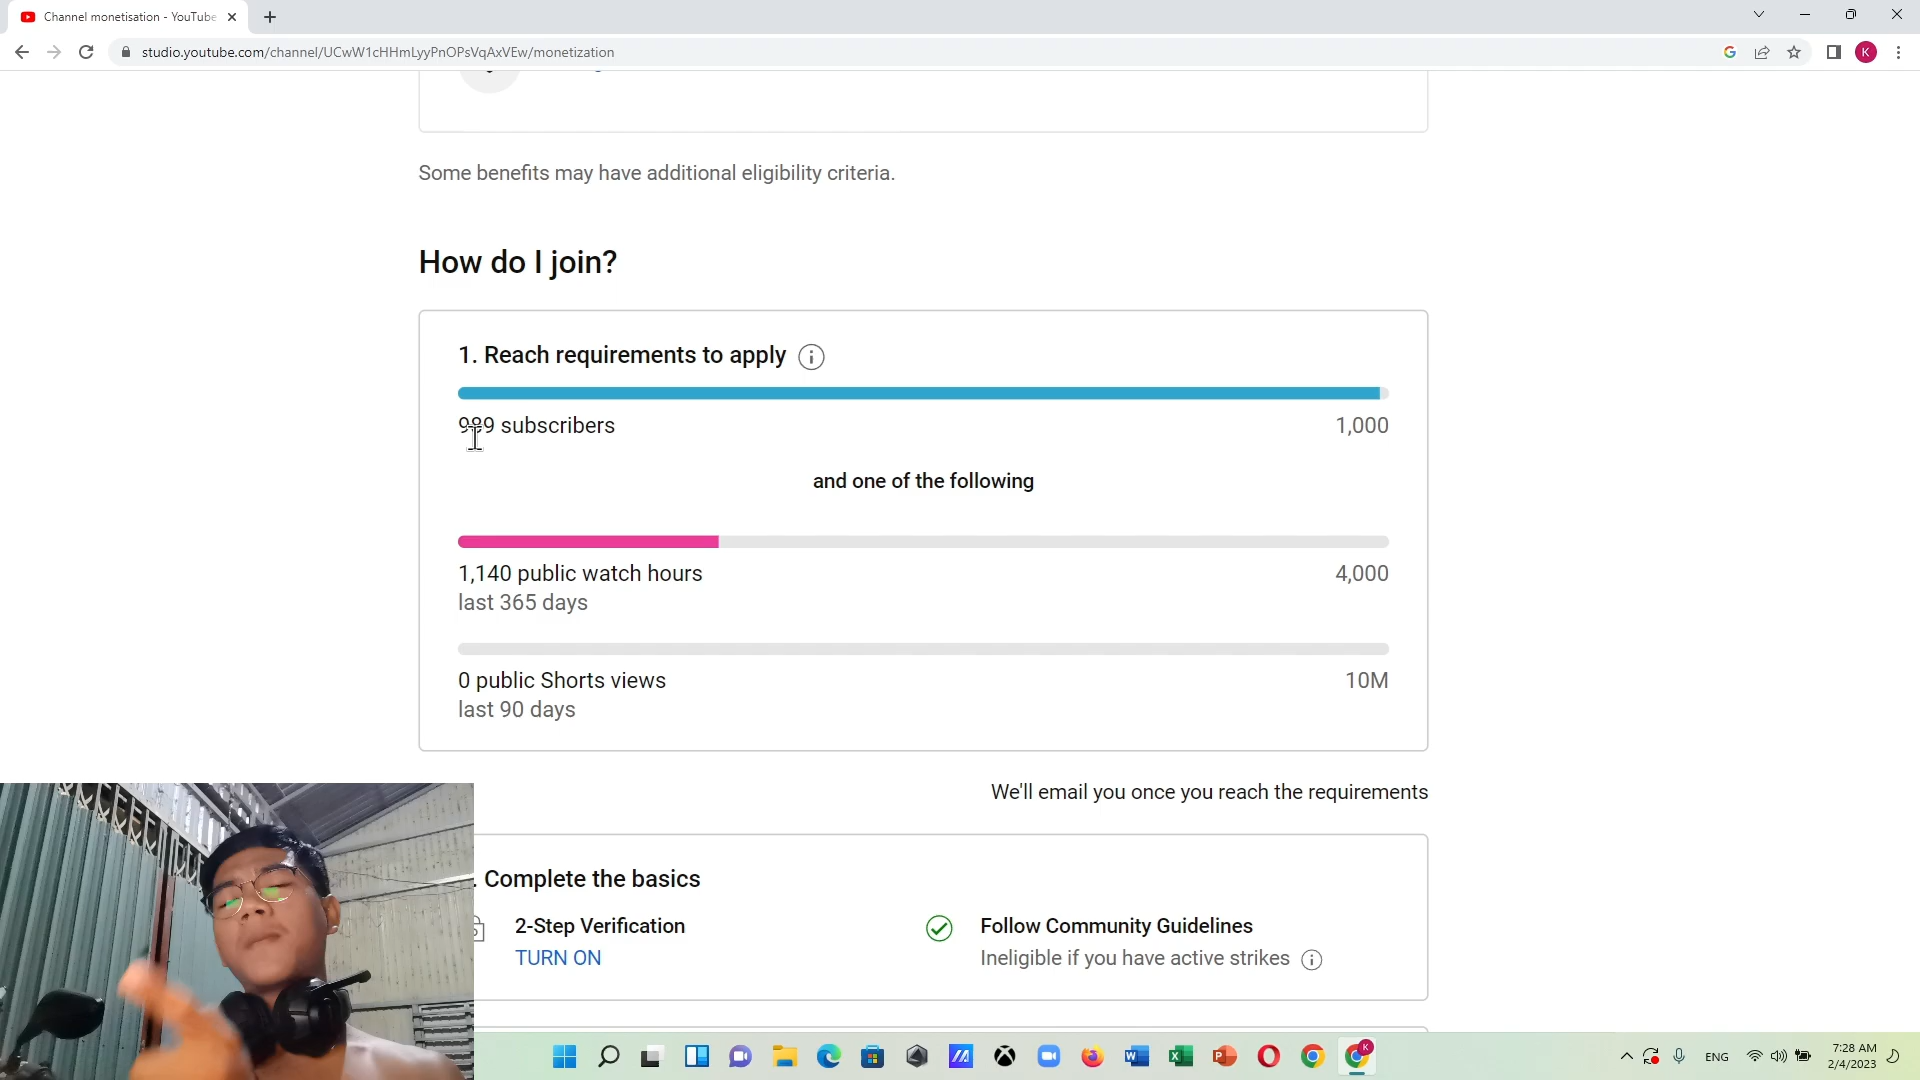 Channel monetisation - YouTube
studio.youtube.com/channel/UCwW1cHHmLyyPnOPsVqAxVEw/monetization
K
Some benefits may have additional eligibility criteria.
How do I join?
1. Reach requirements to apply
989 subscribers 1,000
and one of the following
1,140 public watch hours 4,000
last 365 days
0 public Shorts views 10M
last 90 days
We'll email you once you reach the requirements
. Complete the basics
2-Step Verification Follow Community Guidelines
TURN ON Ineligible if you have active strikes
ENG
7:28 AM
2/4/2023